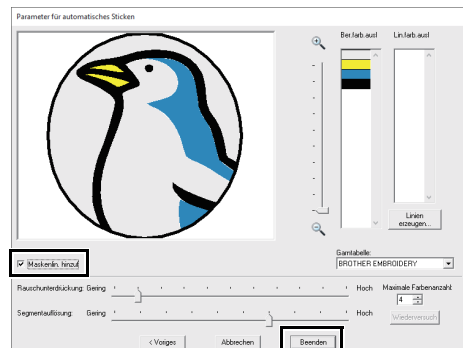 Parameter für automatisches Sticken
Ber.farb.ausl
Lin.farb.ausl
Linien
erzeugen...
Maskenlin. hinzuf
Garntabelle:
BROTHER EMBROIDERY
Rauschunterdrückung: Gering
Hoch
Maximale Farbenanzahl:
4
Segmentauflösung: Gering
Hoch
Wiederversuch
< Voriges
Abbrechen
Beenden